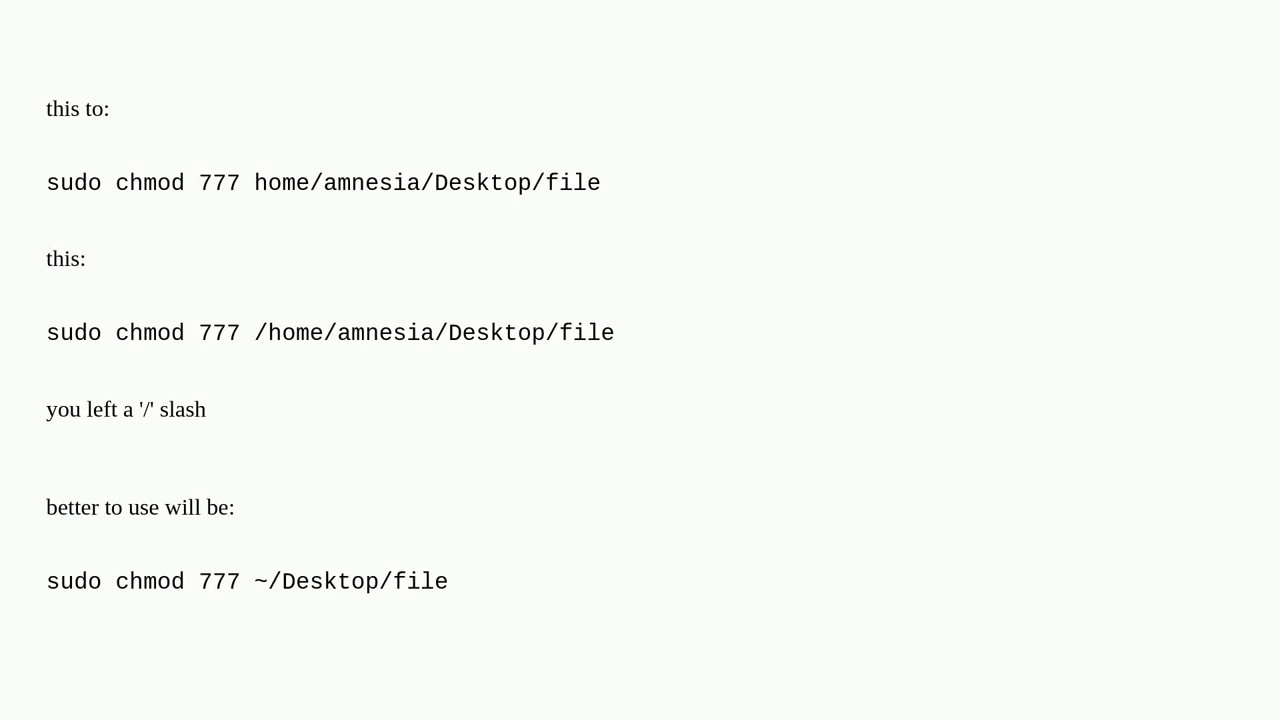 this to:
sudo chmod 777 home/amnesia/Desktop/file
this:
sudo chmod 777 /home/amnesia/Desktop/file
you left a '/' slash
better to use will be:
sudo chmod 777 ~/Desktop/file